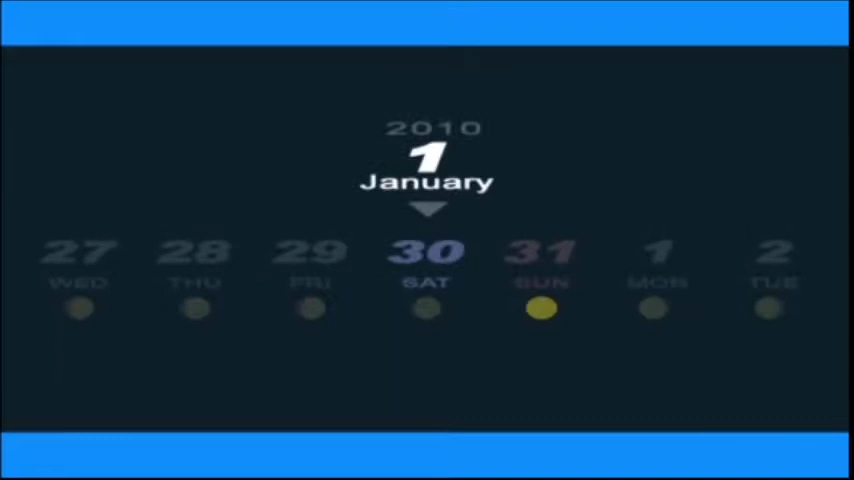 2010
1
January
27 28 29 30 31 1 2
WED THU FRI SAT SUN MON TUE